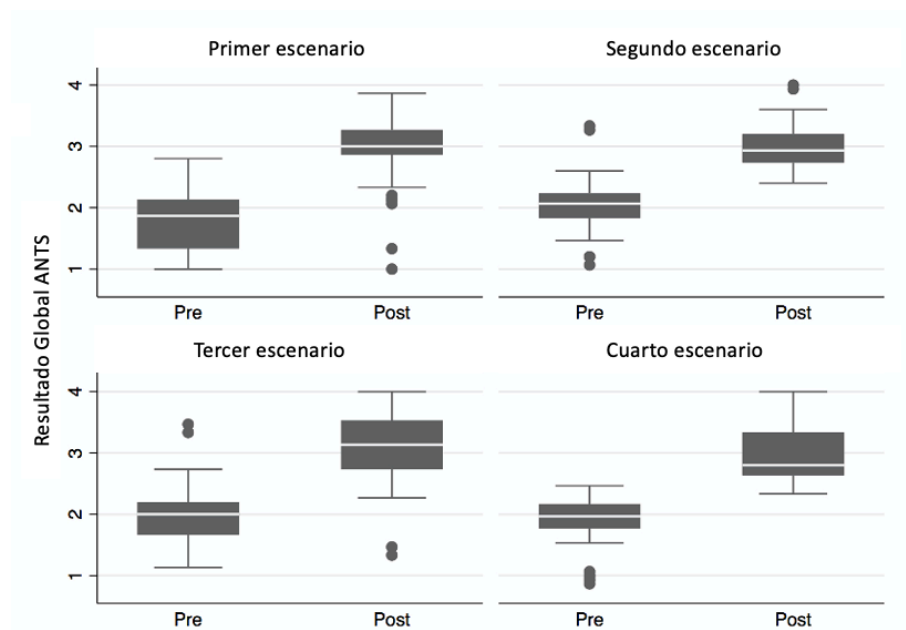 Primer escenario
Segundo escenario
Resultado Global ANTS
4
3
2
1
Pre
Post
Pre
Post
Tercer escenario
Cuarto escenario
4
3
2
1
Pre
Post
Pre
Post